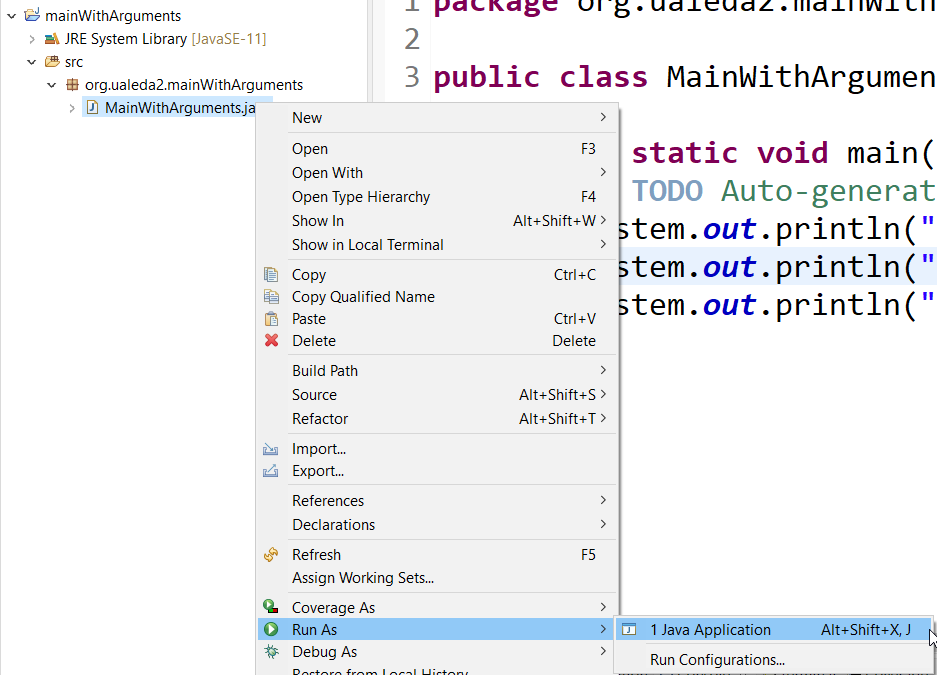 mainWithArguments
JRE System Library [JavaSE-11]
src
org.ualeda2.mainWithArguments
MainWithArguments.ja
1 package org.ualeda2.mainWith
2
3 public class MainWithArgumen
static void main(
TODO Auto-generat
stem.out.println("
stem.out.println("
stem.out.println("
New
Open F3
Open With
Open Type Hierarchy F4
Show In Alt+Shift+W
Show in Local Terminal
Copy Ctrl+C
Copy Qualified Name
Paste Ctrl+V
Delete Delete
Build Path
Source Alt+Shift+S
Refactor Alt+Shift+T
Import...
Export...
References
Declarations
Refresh F5
Assign Working Sets...
Coverage As
Run As
Debug As
Restore from Local History...
1 Java Application Alt+Shift+X, J
Run Configurations...